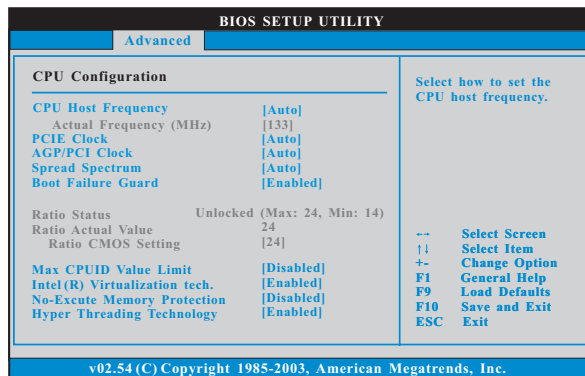 BIOS SETUP UTILITY
Advanced
CPU Configuration
CPU Host Frequency [Auto]
Actual Frequency (MHz) [133]
PCIE Clock [Auto]
AGP/PCI Clock [Auto]
Spread Spectrum [Auto]
Boot Failure Guard [Enabled]
Ratio Status Unlocked (Max: 24, Min: 14)
Ratio Actual Value 24
Ratio CMOS Setting [24]
Max CPUID Value Limit [Disabled]
Intel(R) Virtualization tech. [Enabled]
No-Excute Memory Protection [Disabled]
Hyper Threading Technology [Enabled]
Select how to set the
CPU host frequency.
←→ Select Screen
↑↓ Select Item
+- Change Option
F1 General Help
F9 Load Defaults
F10 Save and Exit
ESC Exit
v02.54 (C) Copyright 1985-2003, American Megatrends, Inc.